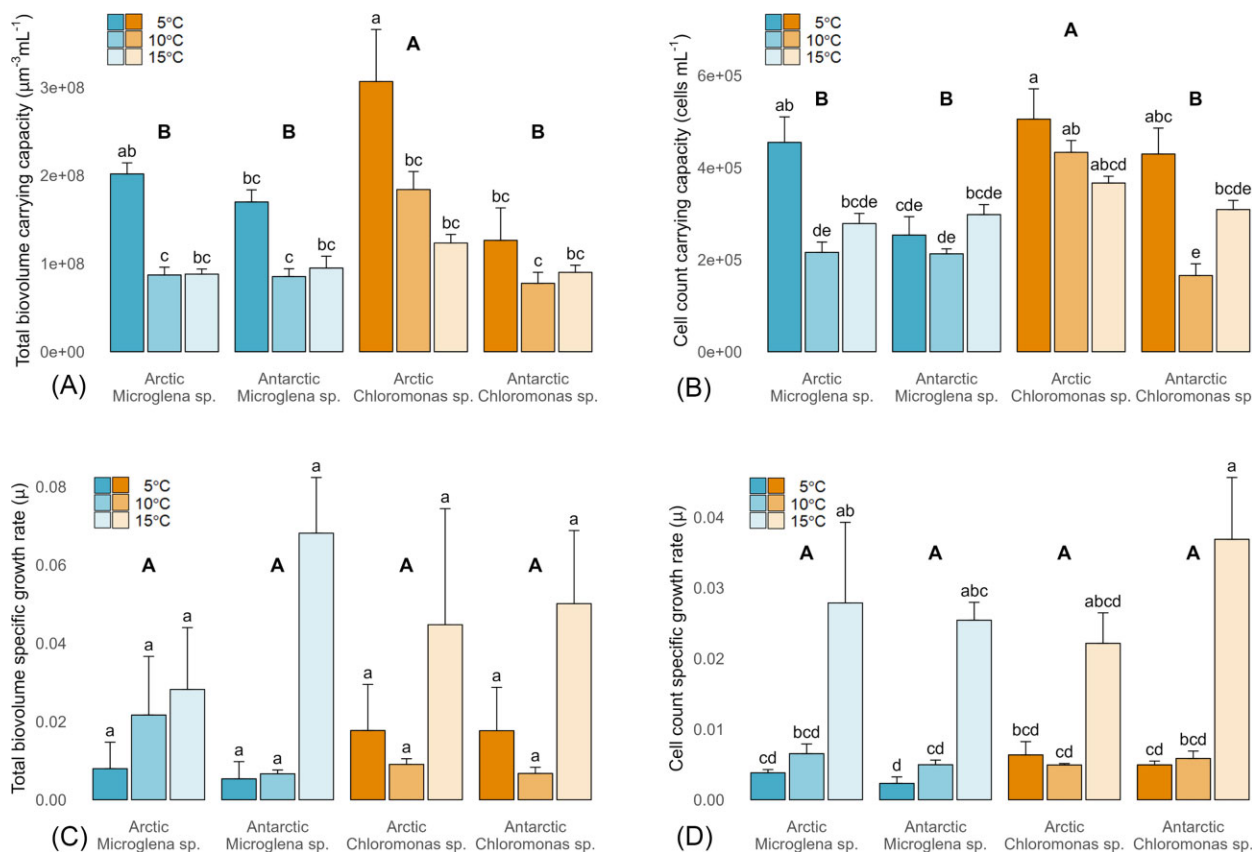 Total biovolume carrying capacity (μm⁻³mL⁻¹)
3e+08
2e+08
1e+08
0e+00
5°C
10°C
15°C
ab
c
bc
B
bc
c
bc
B
a
bc
bc
A
bc
c
bc
B
(A)
Arctic
Microglena sp.
Antarctic
Microglena sp.
Arctic
Chloromonas sp.
Antarctic
Chloromonas sp.
Cell count carrying capacity (cells mL⁻¹)
6e+05
4e+05
2e+05
0e+00
5°C
10°C
15°C
ab
de
bcde
B
cde
de
bcde
B
a
ab
abcd
A
abc
e
bcde
B
(B)
Arctic
Microglena sp.
Antarctic
Microglena sp.
Arctic
Chloromonas sp.
Antarctic
Chloromonas sp
Total biovolume specific growth rate (μ)
0.08
0.06
0.04
0.02
0.00
5°C
10°C
15°C
a
a
a
A
a
a
a
A
a
a
a
A
a
a
a
A
(C)
Arctic
Microglena sp.
Antarctic
Microglena sp.
Arctic
Chloromonas sp.
Antarctic
Chloromonas sp.
Cell count specific growth rate (μ)
0.04
0.03
0.02
0.01
0.00
5°C
10°C
15°C
cd
bcd
ab
A
d
cd
abc
A
bcd
cd
abcd
A
cd
bcd
a
A
(D)
Arctic
Microglena sp.
Antarctic
Microglena sp.
Arctic
Chloromonas sp.
Antarctic
Chloromonas sp.